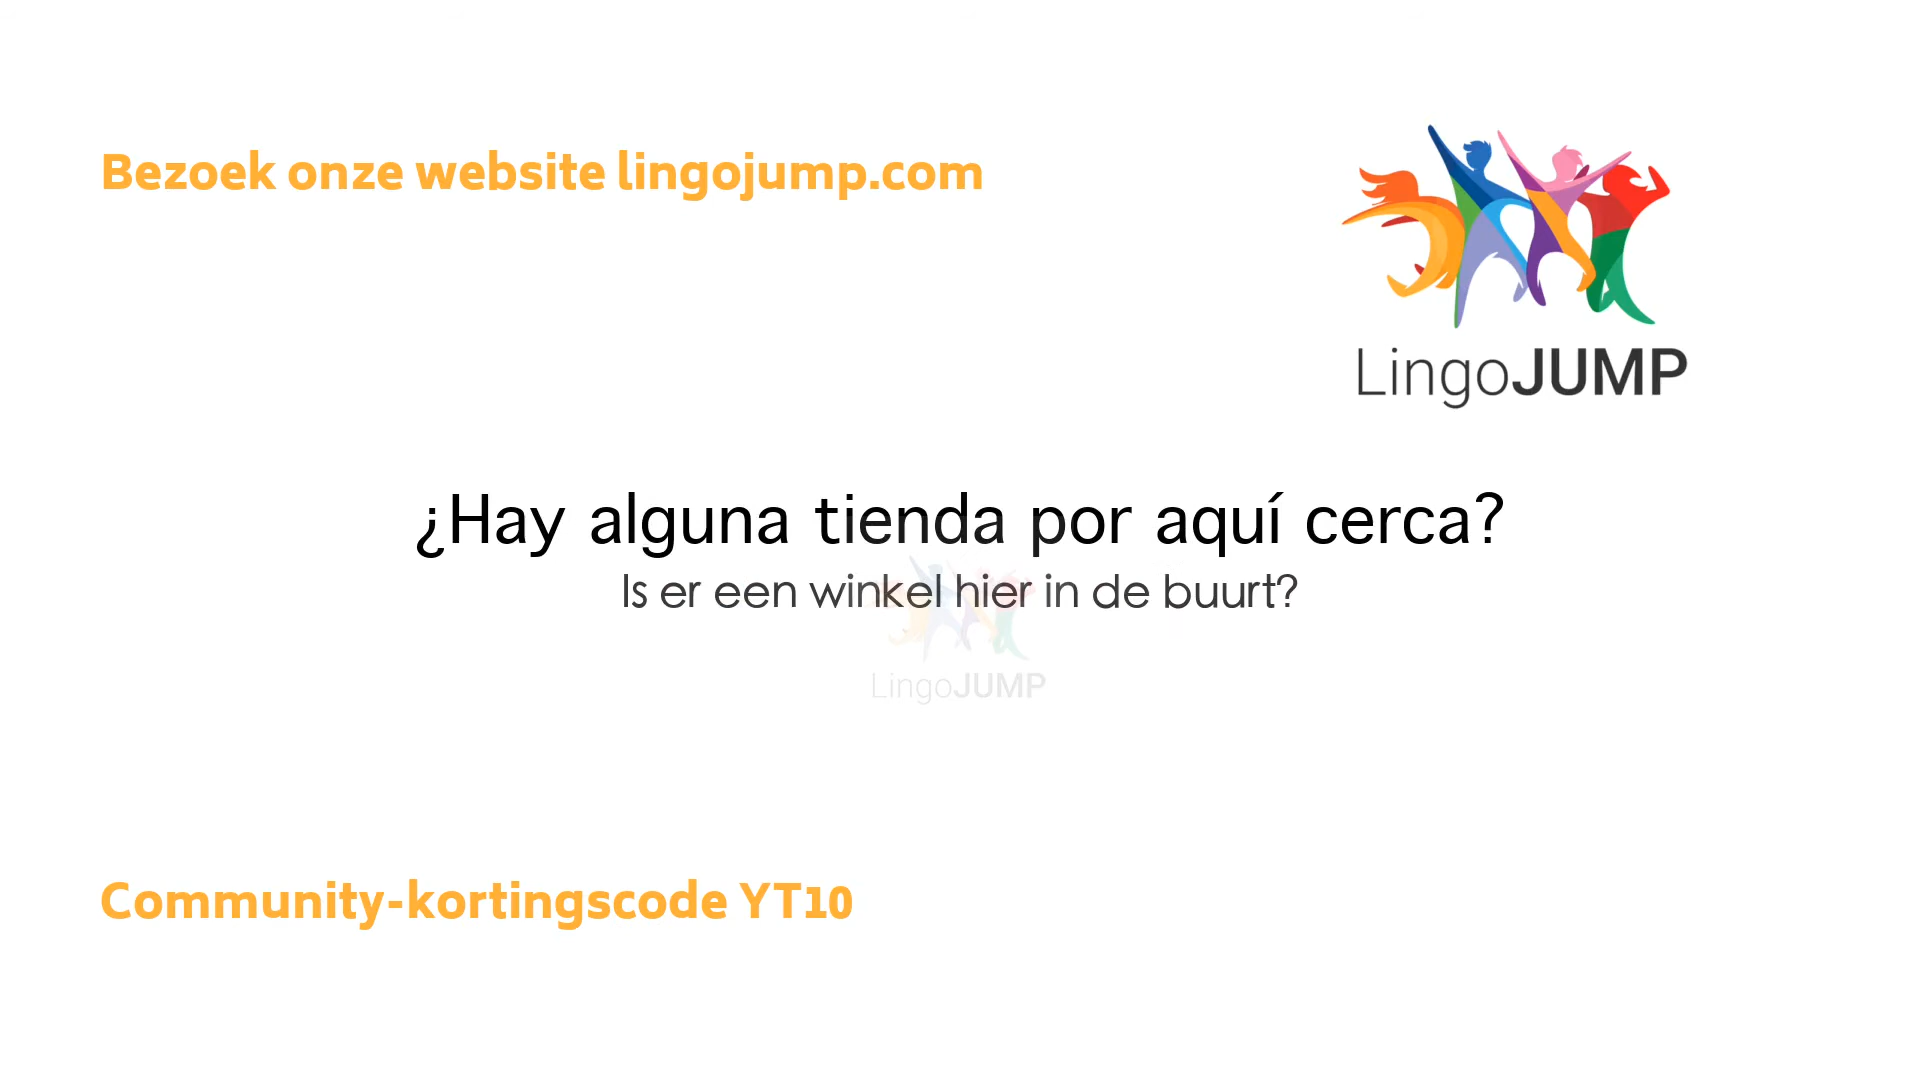 Bezoek onze website lingojump.com
LingoJUMP
¿Hay alguna tienda por aquí cerca?
Is er een winkel hier in de buurt?
LingoJUMP
Community-kortingscode YT10